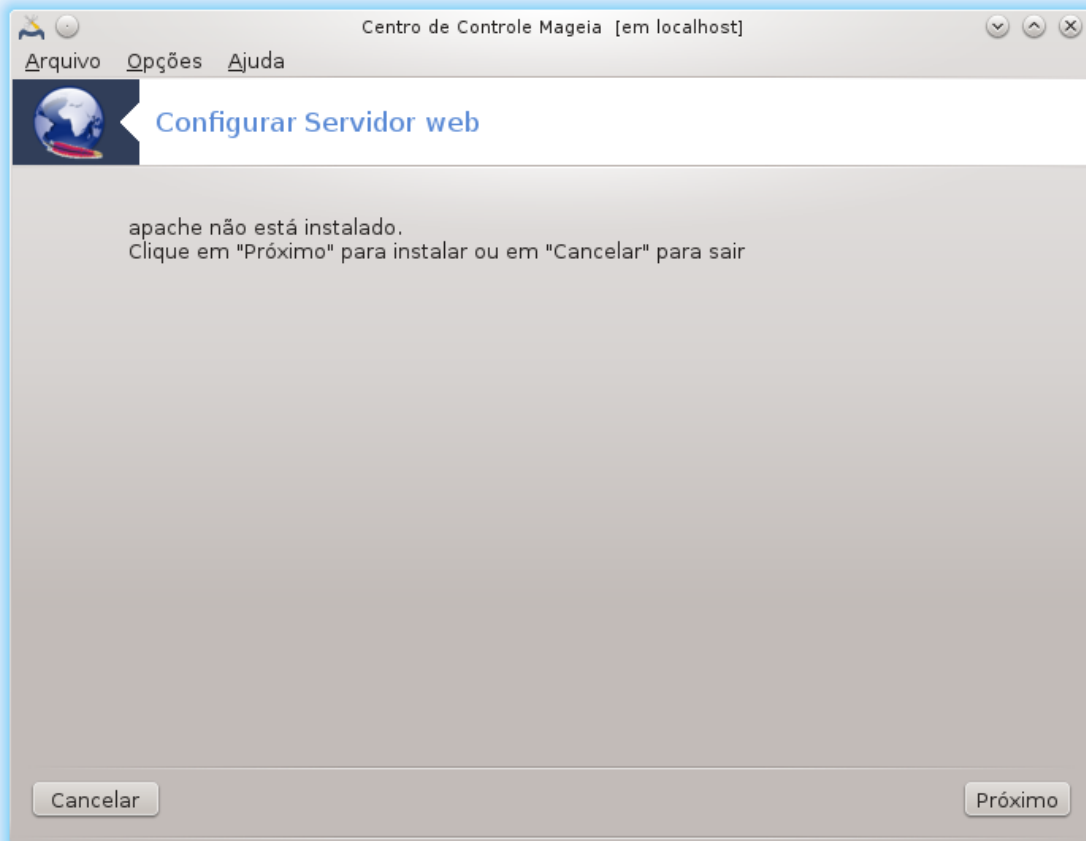 Centro de Controle Mageia [em localhost]
Arquivo Opções Ajuda
Configurar Servidor web
apache não está instalado.
Clique em "Próximo" para instalar ou em "Cancelar" para sair
Cancelar Próximo